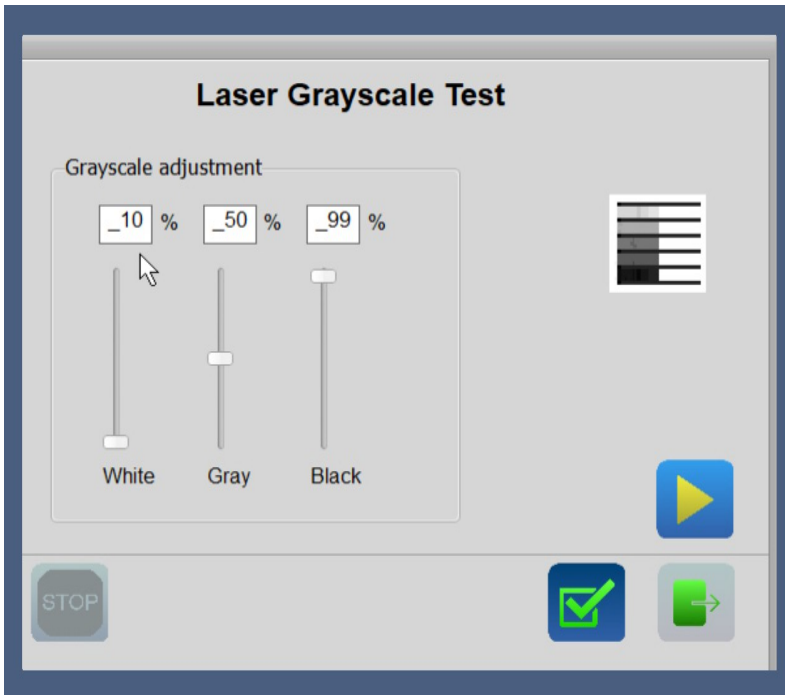 Laser Grayscale Test
Grayscale adjustment
_10 % _50 % _99 %
White Gray Black
STOP